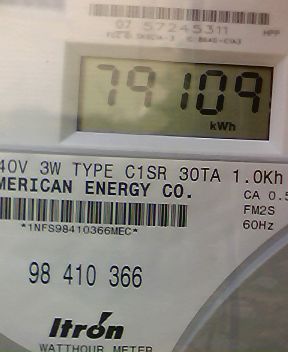 07 57245311
HPP
79109
kWh
40V 3W TYPE C1SR 30TA 1.0Kh
MERICAN ENERGY CO.
CA 0.5
FM2S
60Hz
*1NFS98410366MEC*
98 410 366
Itron
WATTHOUR METER